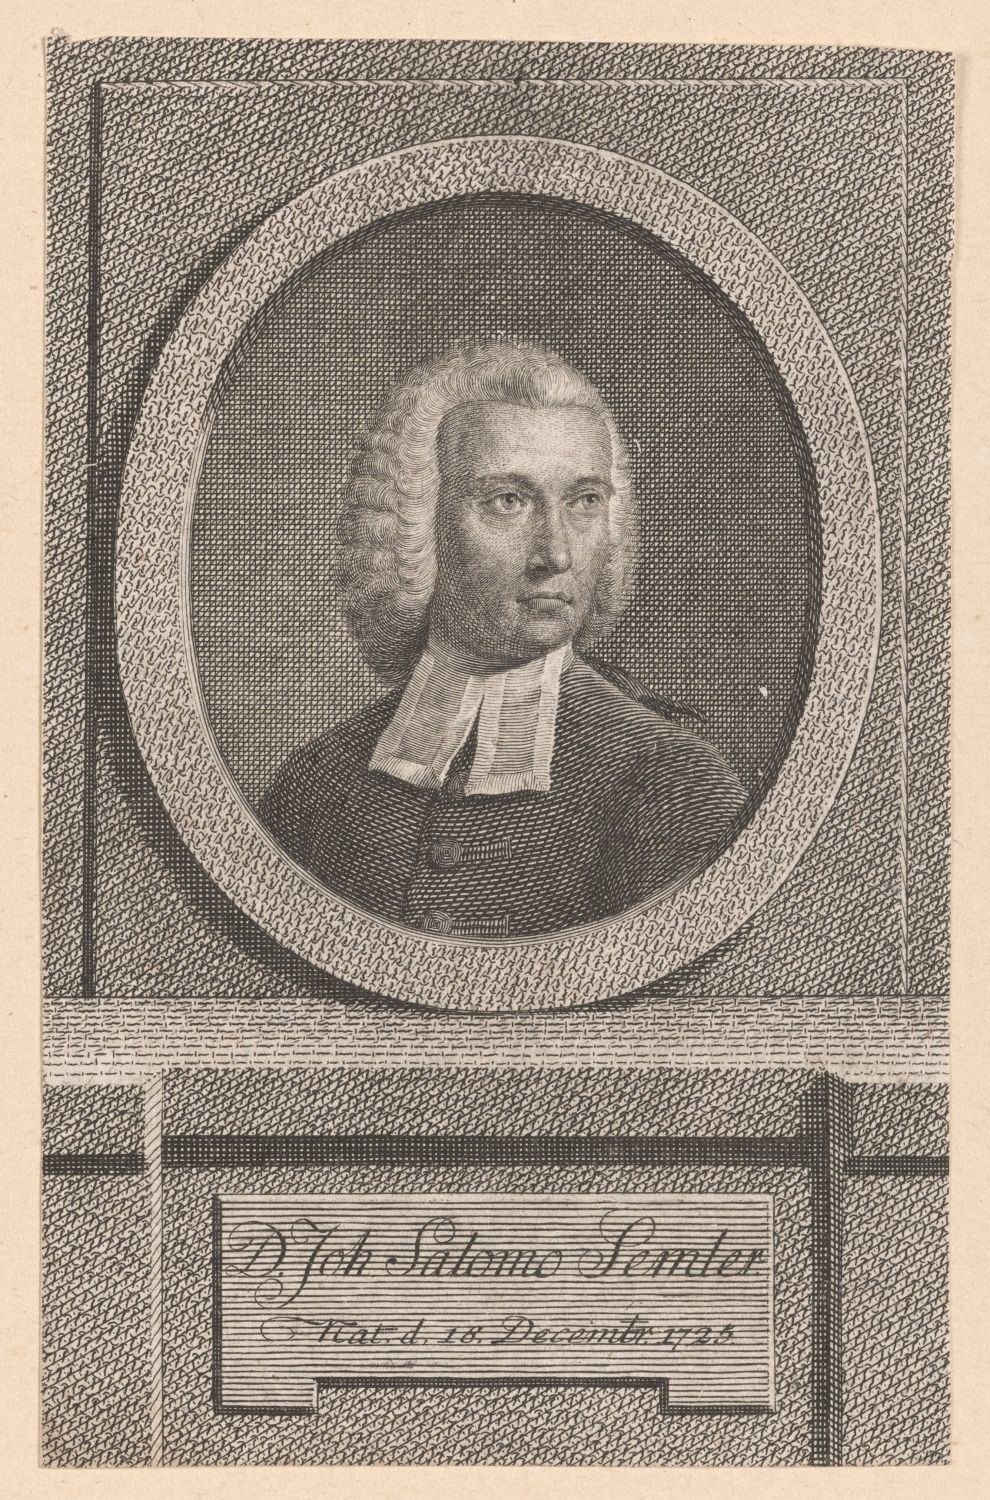 D. Joh Salomo Semler
Nat. d. 18. Decembr. 1725